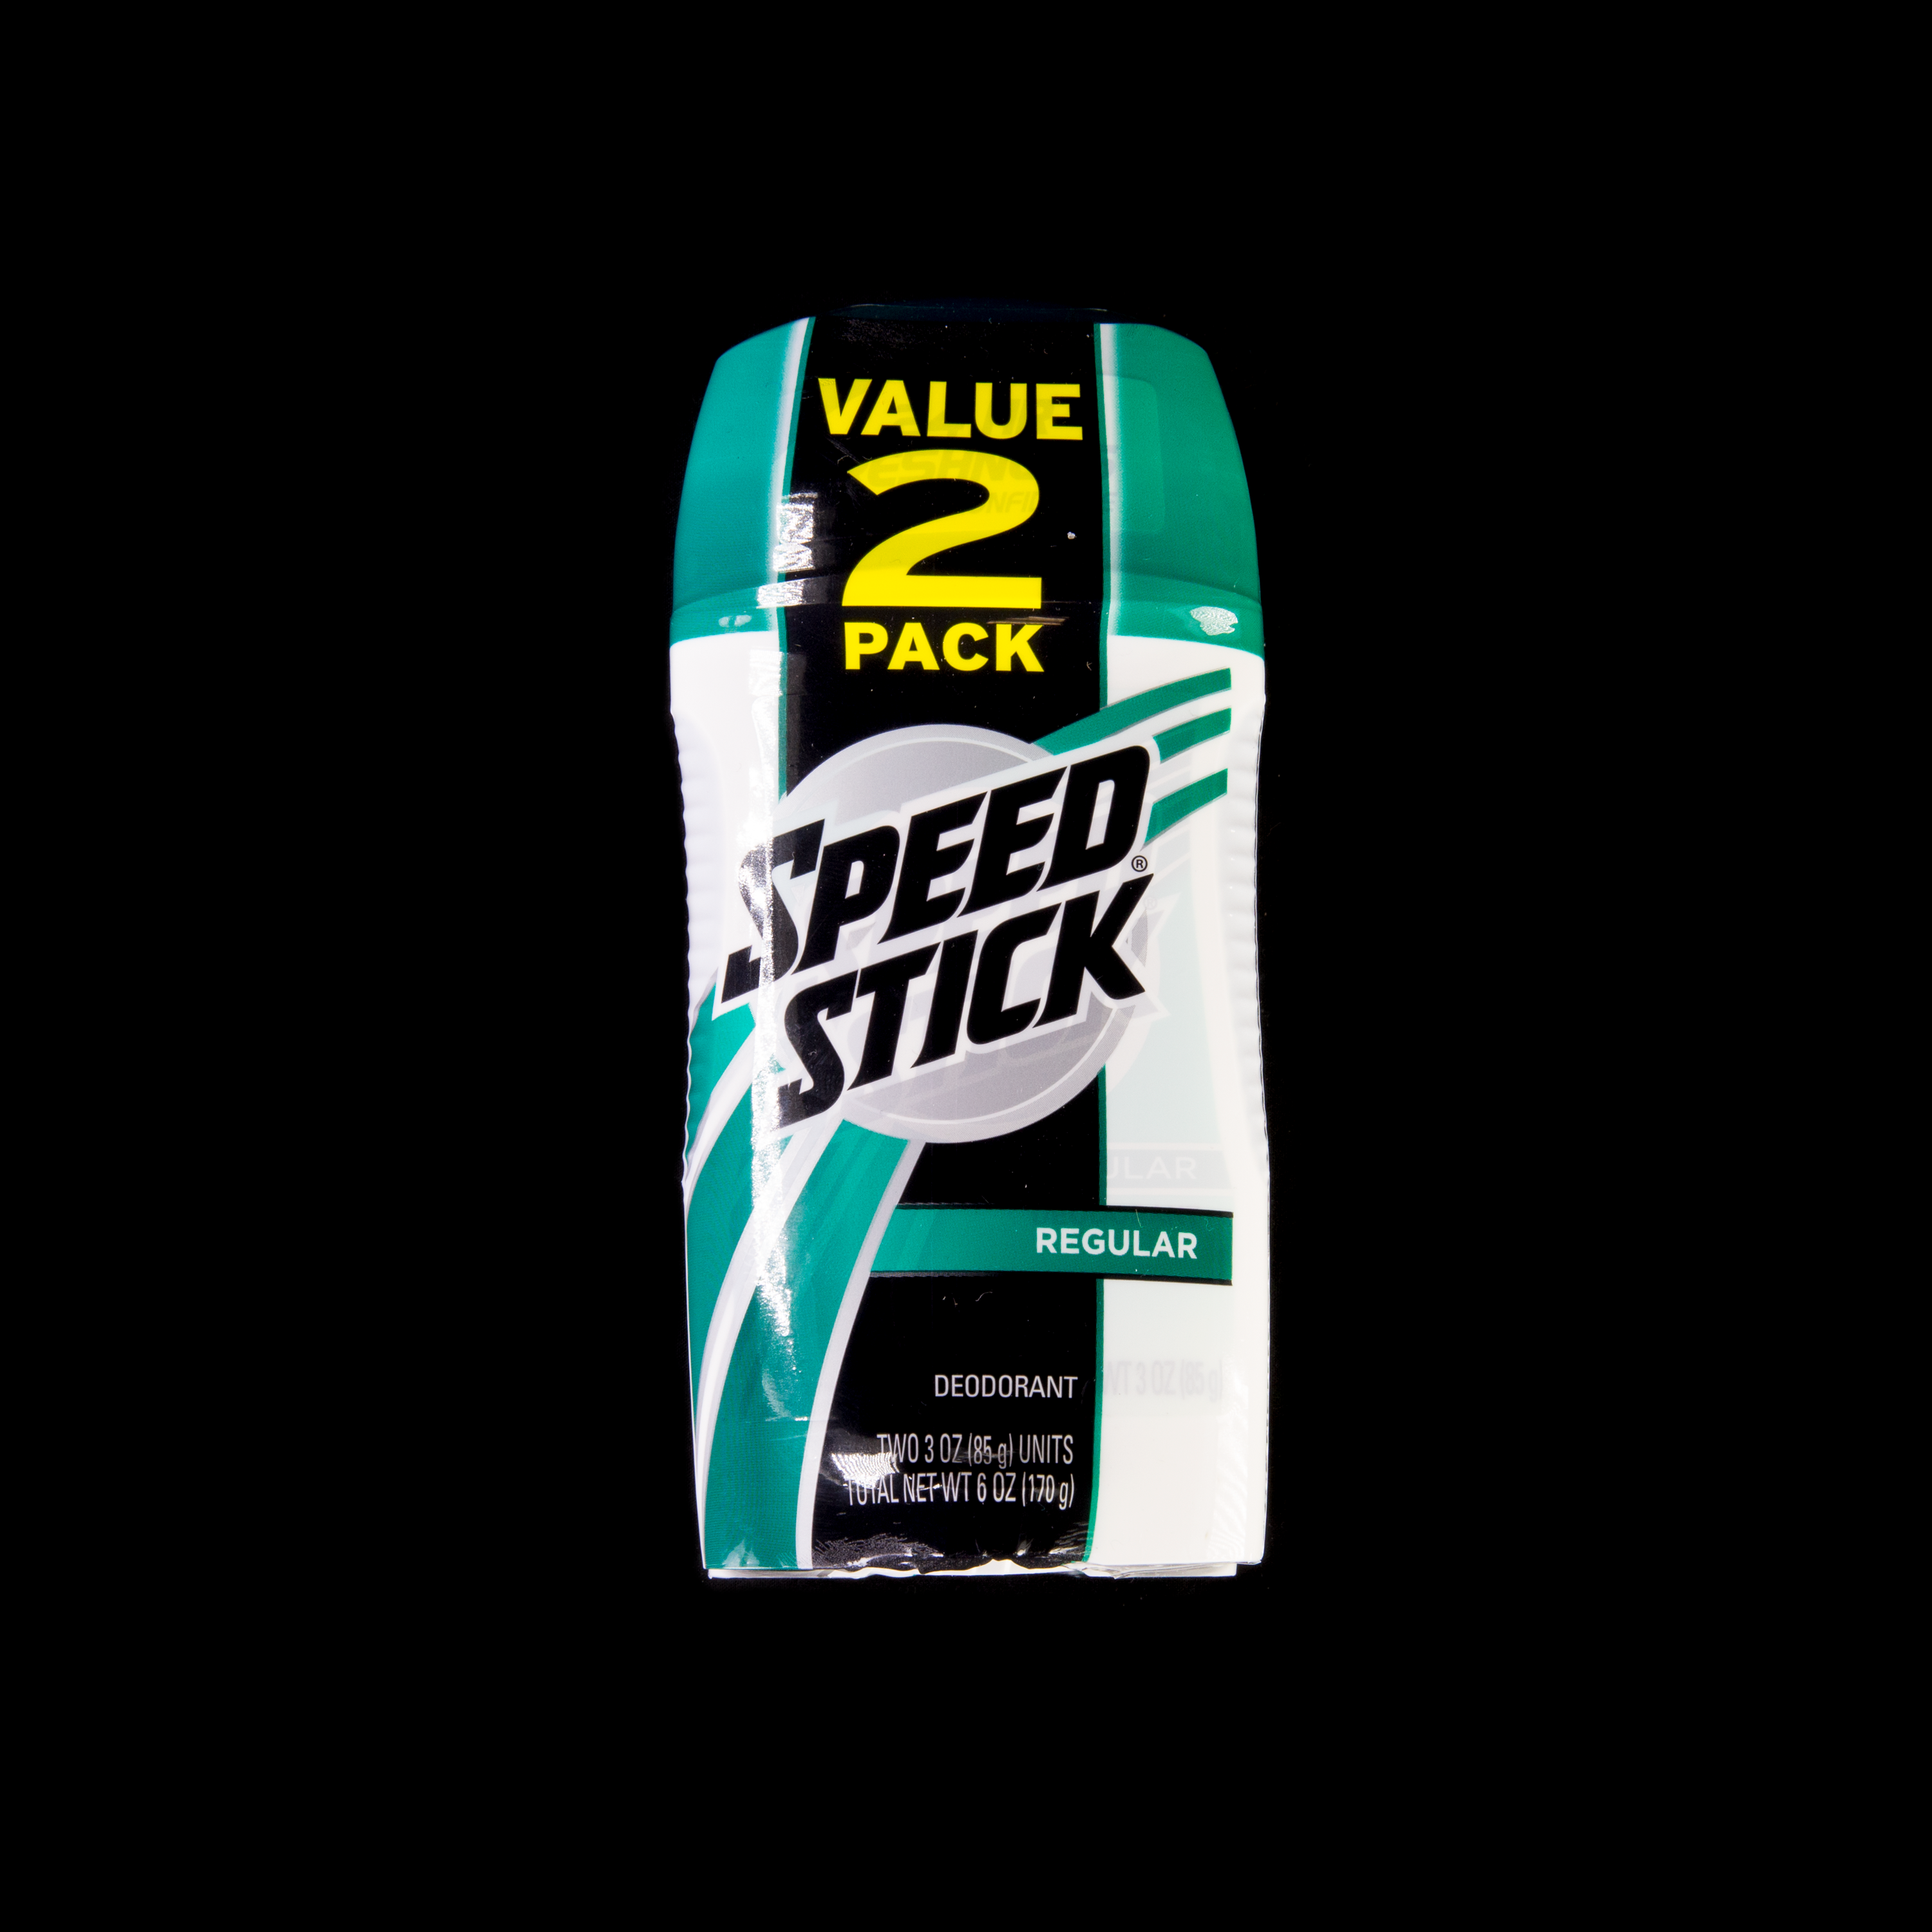 VALUE
2
PACK
SPEED
STICK®
REGULAR
DEODORANT
TWO 3 OZ (85 g) UNITS
TOTAL NET WT 6 OZ (170 g)